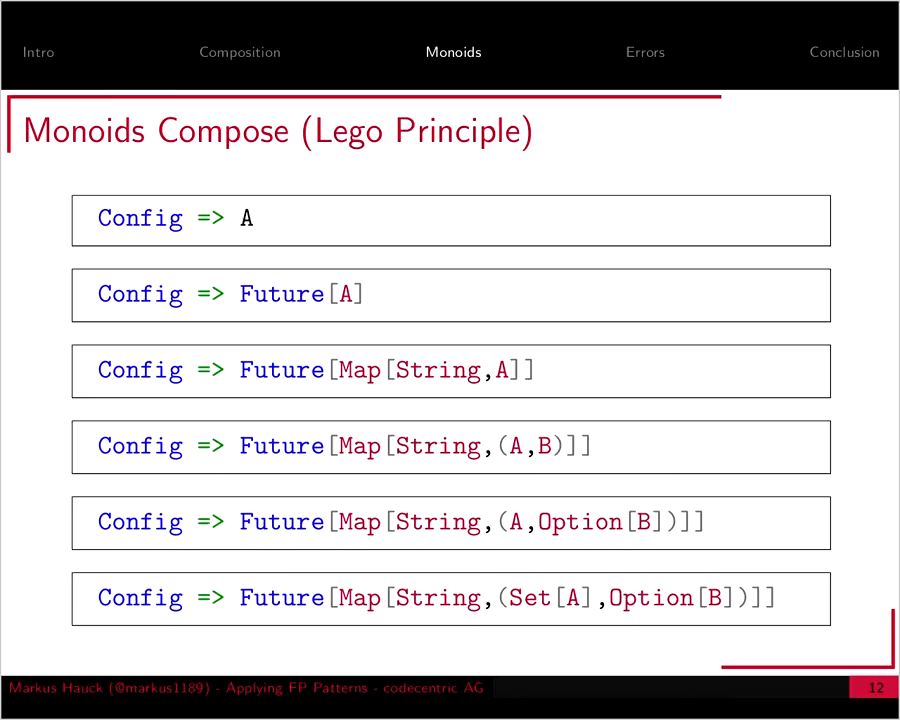 Intro Composition Monoids Errors Conclusion
Monoids Compose (Lego Principle)
Config => A
Config => Future[A]
Config => Future[Map[String,A]]
Config => Future[Map[String,(A,B)]]
Config => Future[Map[String,(A,Option[B])]]
Config => Future[Map[String,(Set[A],Option[B])]]
Markus Hauck (@markus1189) - Applying FP Patterns - codecentric AG 12